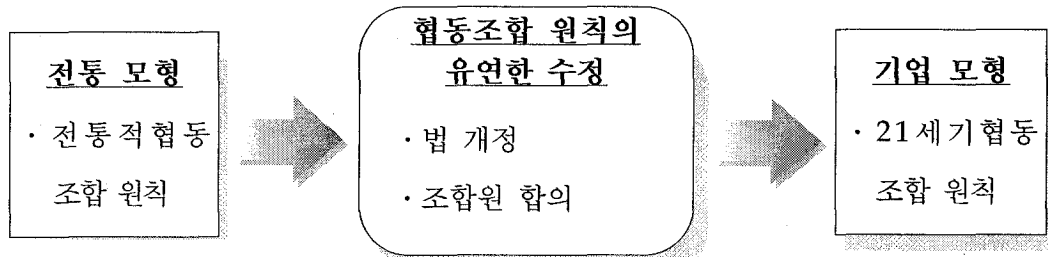 전통 모형
· 전통적협동
조합 원칙
협동조합 원칙의
유연한 수정
· 법 개정
· 조합원 합의
기업 모형
· 21세기협동
조합 원칙